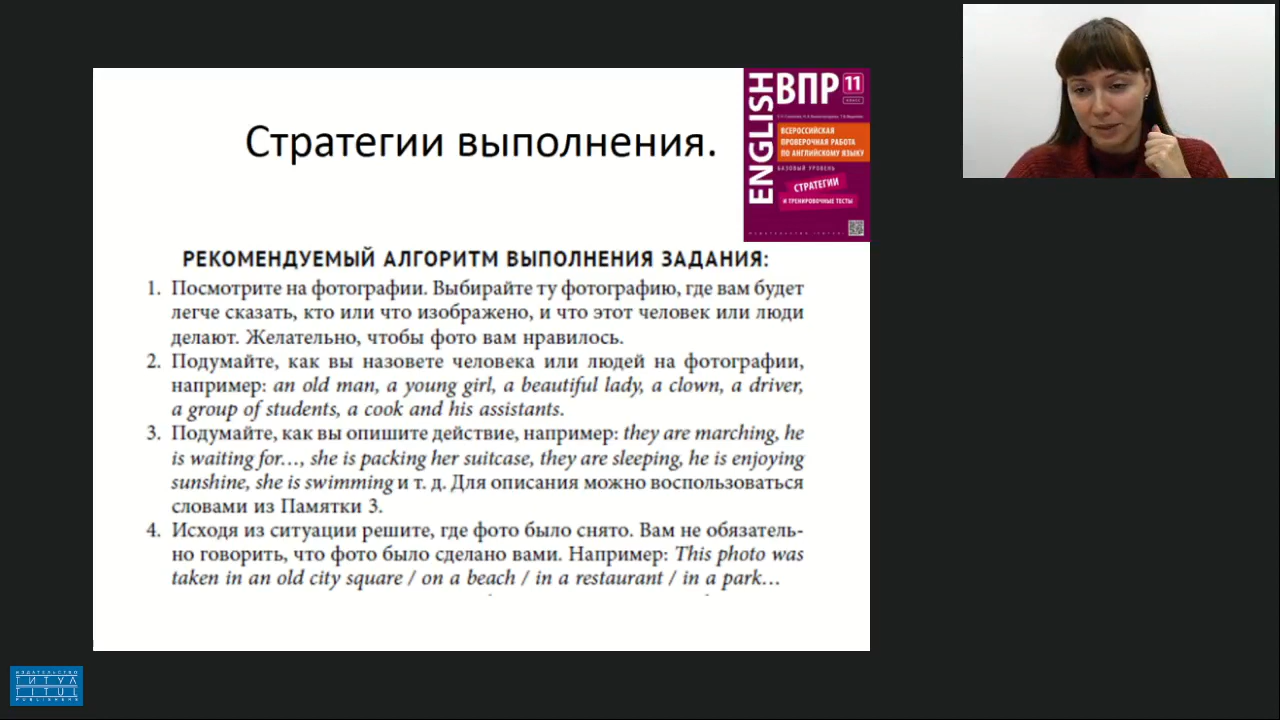 Стратегии выполнения.
ENGLISH
ВПР 11
КЛАСС
ВСЕРОССИЙСКАЯ
ПРОВЕРОЧНАЯ РАБОТА
ПО АНГЛИЙСКОМУ ЯЗЫКУ
БАЗОВЫЙ УРОВЕНЬ
СТРАТЕГИИ
И ТРЕНИРОВОЧНЫЕ ТЕСТЫ
РЕКОМЕНДУЕМЫЙ АЛГОРИТМ ВЫПОЛНЕНИЯ ЗАДАНИЯ:
1. Посмотрите на фотографии. Выбирайте ту фотографию, где вам будет
легче сказать, кто или что изображено, и что этот человек или люди
делают. Желательно, чтобы фото вам нравилось.
2. Подумайте, как вы назовете человека или людей на фотографии,
например: an old man, a young girl, a beautiful lady, a clown, a driver,
a group of students, a cook and his assistants.
3. Подумайте, как вы опишите действие, например: they are marching, he
is waiting for…, she is packing her suitcase, they are sleeping, he is enjoying
sunshine, she is swimming и т. д. Для описания можно воспользоваться
словами из Памятки 3.
4. Исходя из ситуации решите, где фото было снято. Вам не обязатель-
но говорить, что фото было сделано вами. Например: This photo was
taken in an old city square / on a beach / in a restaurant / in a park…
ИЗДАТЕЛЬСТВО
ТИТУЛ
TITUL
PUBLISHERS